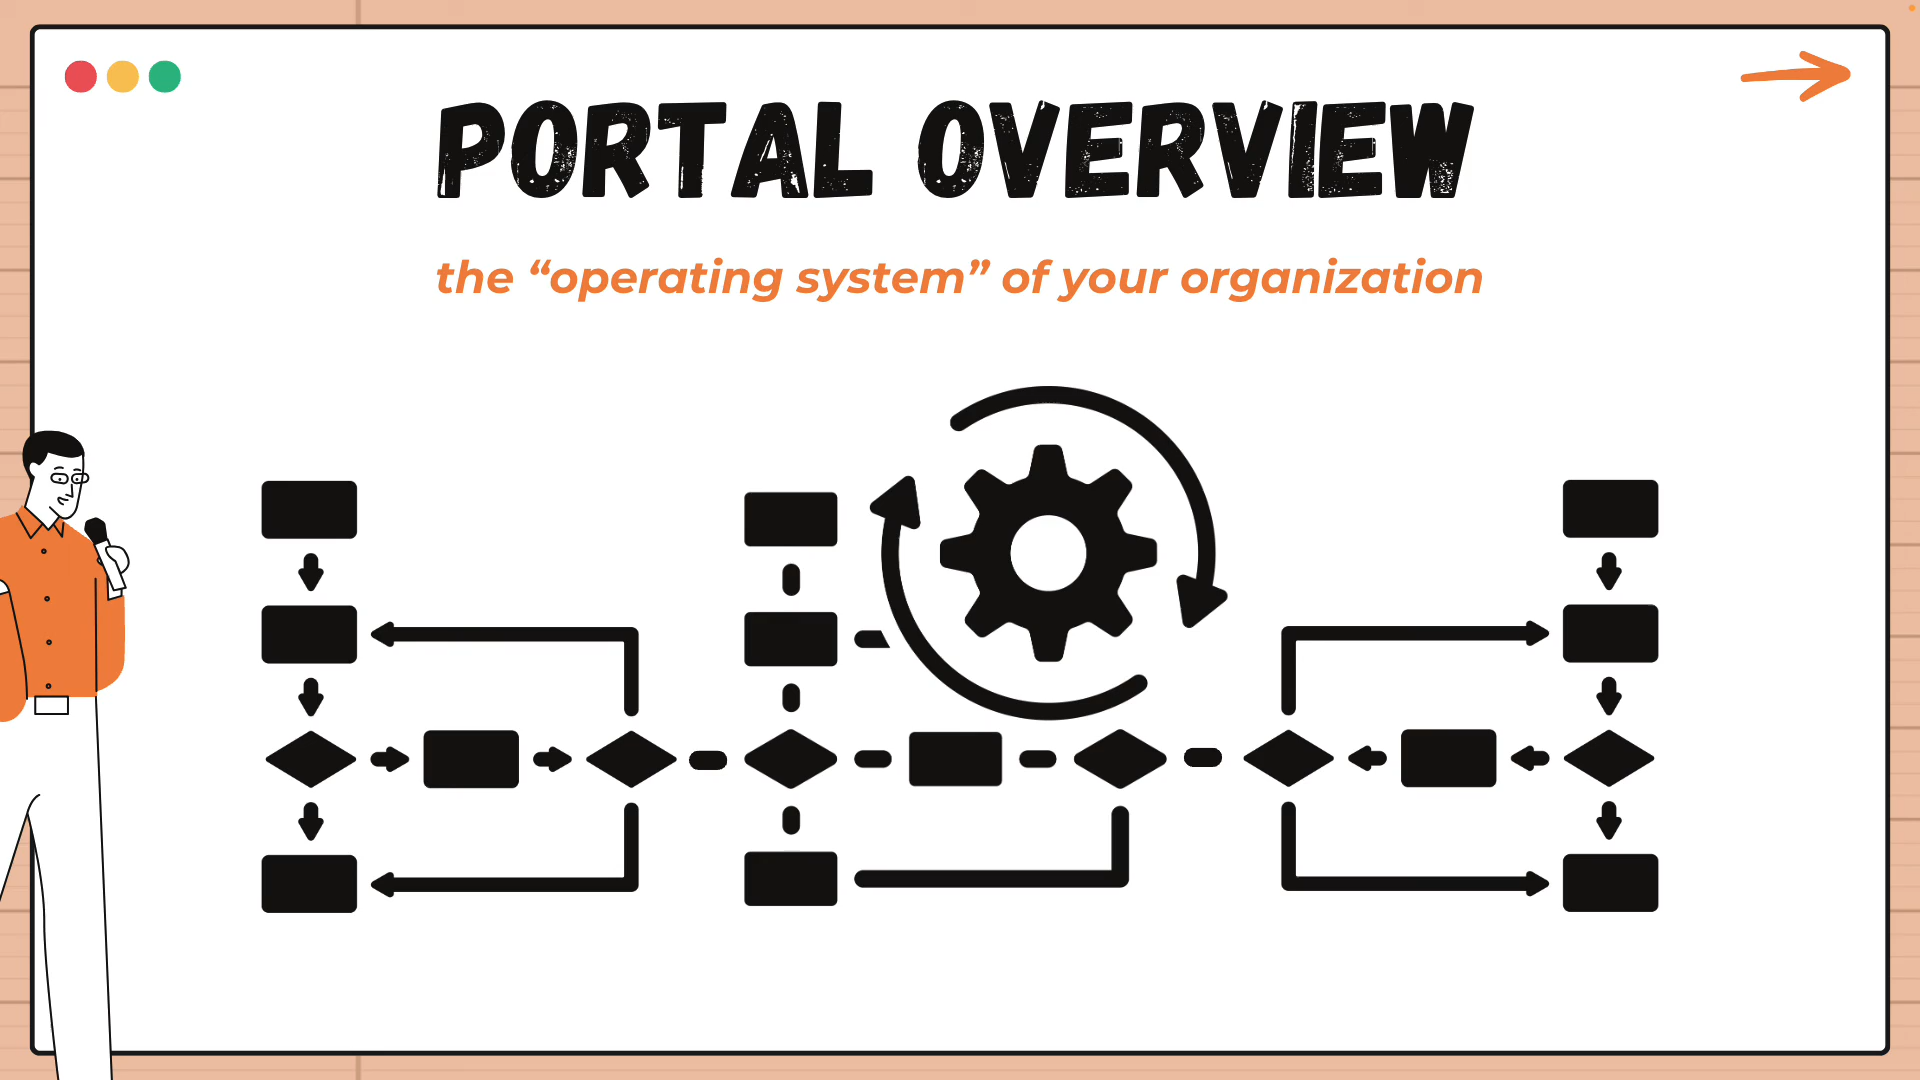 PORTAL OVERVIEW
the “operating system” of your organization